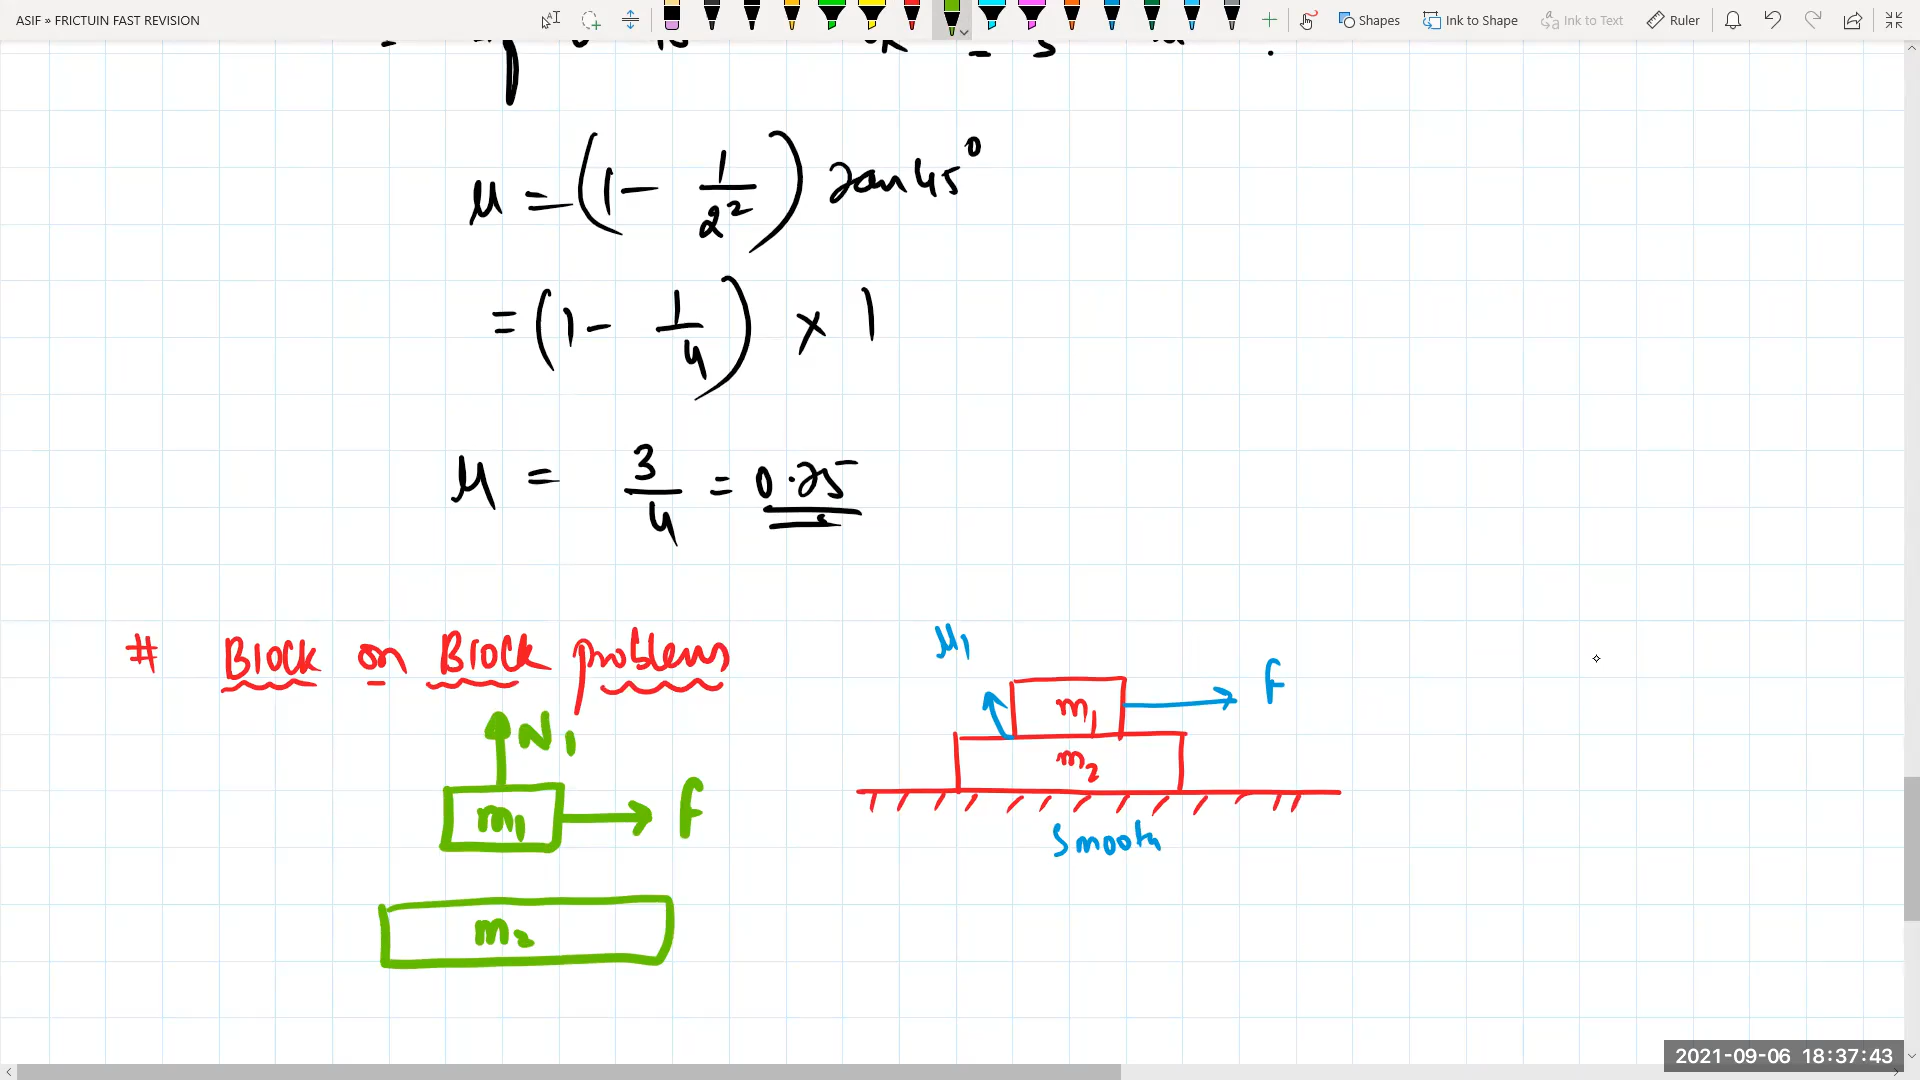 ASIF » FRICTUIN FAST REVISION
Shapes
Ink to Shape
Ink to Text
Ruler
μ = (1 - 1/2²) tan 45⁰
= (1 - 1/4) × 1
μ = 3/4 = 0.25
# Block on Block problems
μ₁
F
m₁
m₂
Smooth
N₁
m₁
F
m₂
2021-09-06 18:37:43